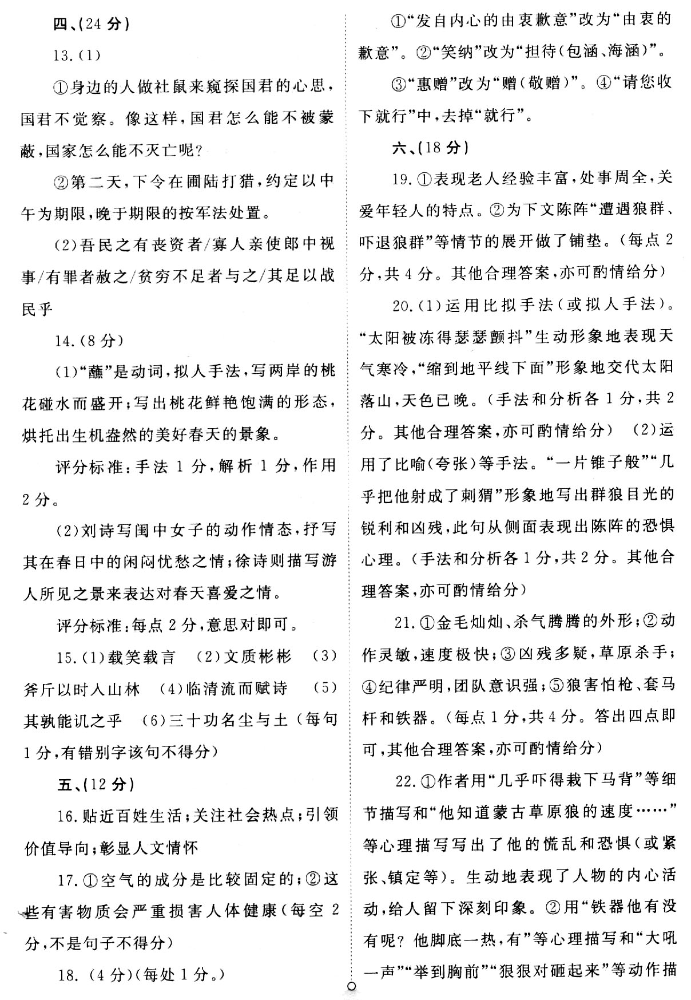 四、(24分)
13.(1)
①身边的人做社鼠来窥探国君的心思,
国君不觉察。像这样,国君怎么能不被蒙
蔽,国家怎么能不灭亡呢?
②第二天,下令在圃陆打猎,约定以中
午为期限,晚于期限的按军法处置。
(2)吾民之有丧资者/寡人亲使郎中视
事/有罪者赦之/贫穷不足者与之/其足以战
民乎
14.(8分)
(1)“蘸”是动词,拟人手法,写两岸的桃
花碰水而盛开;写出桃花鲜艳饱满的形态,
烘托出生机盎然的美好春天的景象。
评分标准:手法1分,解析1分,作用
2分。
(2)刘诗写闺中女子的动作情态,抒写
其在春日中的闲闷忧愁之情;徐诗则描写游
人所见之景来表达对春天喜爱之情。
评分标准:每点2分,意思对即可。
15.(1)载笑载言 (2)文质彬彬 (3)
斧斤以时入山林 (4)临清流而赋诗 (5)
其孰能讥之乎 (6)三十功名尘与土(每句
1分,有错别字该句不得分)
五、(12分)
16.贴近百姓生活;关注社会热点;引领
价值导向;彰显人文情怀
17.①空气的成分是比较固定的;②这
些有害物质会严重损害人体健康(每空2
分,不是句子不得分)
18.(4分)(每处1分。)
①“发自内心的由衷歉意”改为“由衷的
歉意”。②“笑纳”改为“担待(包涵、海涵)”。
③“惠赠”改为“赠(敬赠)”。④“请您收
下就行”中,去掉“就行”。
六、(18分)
19.①表现老人经验丰富,处事周全,关
爱年轻人的特点。②为下文陈阵“遭遇狼群、
吓退狼群”等情节的展开做了铺垫。(每点2
分,共4分。其他合理答案,亦可酌情给分)
20.(1)运用比拟手法(或拟人手法)。
“太阳被冻得瑟瑟颤抖”生动形象地表现天
气寒冷,“缩到地平线下面”形象地交代太阳
落山,天色已晚。(手法和分析各1分,共2
分。其他合理答案,亦可酌情给分) (2)运
用了比喻(夸张)等手法。“一片锥子般”“几
乎把他射成了刺猬”形象地写出群狼目光的
锐利和凶残,此句从侧面表现出陈阵的恐惧
心理。(手法和分析各1分,共2分。其他合
理答案,亦可酌情给分)
21.①金毛灿灿、杀气腾腾的外形;②动
作灵敏,速度极快;③凶残多疑,草原杀手;
④纪律严明,团队意识强;⑤狼害怕枪、套马
杆和铁器。(每点1分,共4分。答出四点即
可,其他合理答案,亦可酌情给分)
22.①作者用“几乎吓得栽下马背”等细
节描写和“他知道蒙古草原狼的速度……”
等心理描写写出了他的慌乱和恐惧(或紧
张、镇定等)。生动地表现了人物的内心活
动,给人留下深刻印象。②用“铁器他有没
有呢?他脚底一热,有”等心理描写和“大吼
一声”“举到胸前”“狠狠对砸起来”等动作描